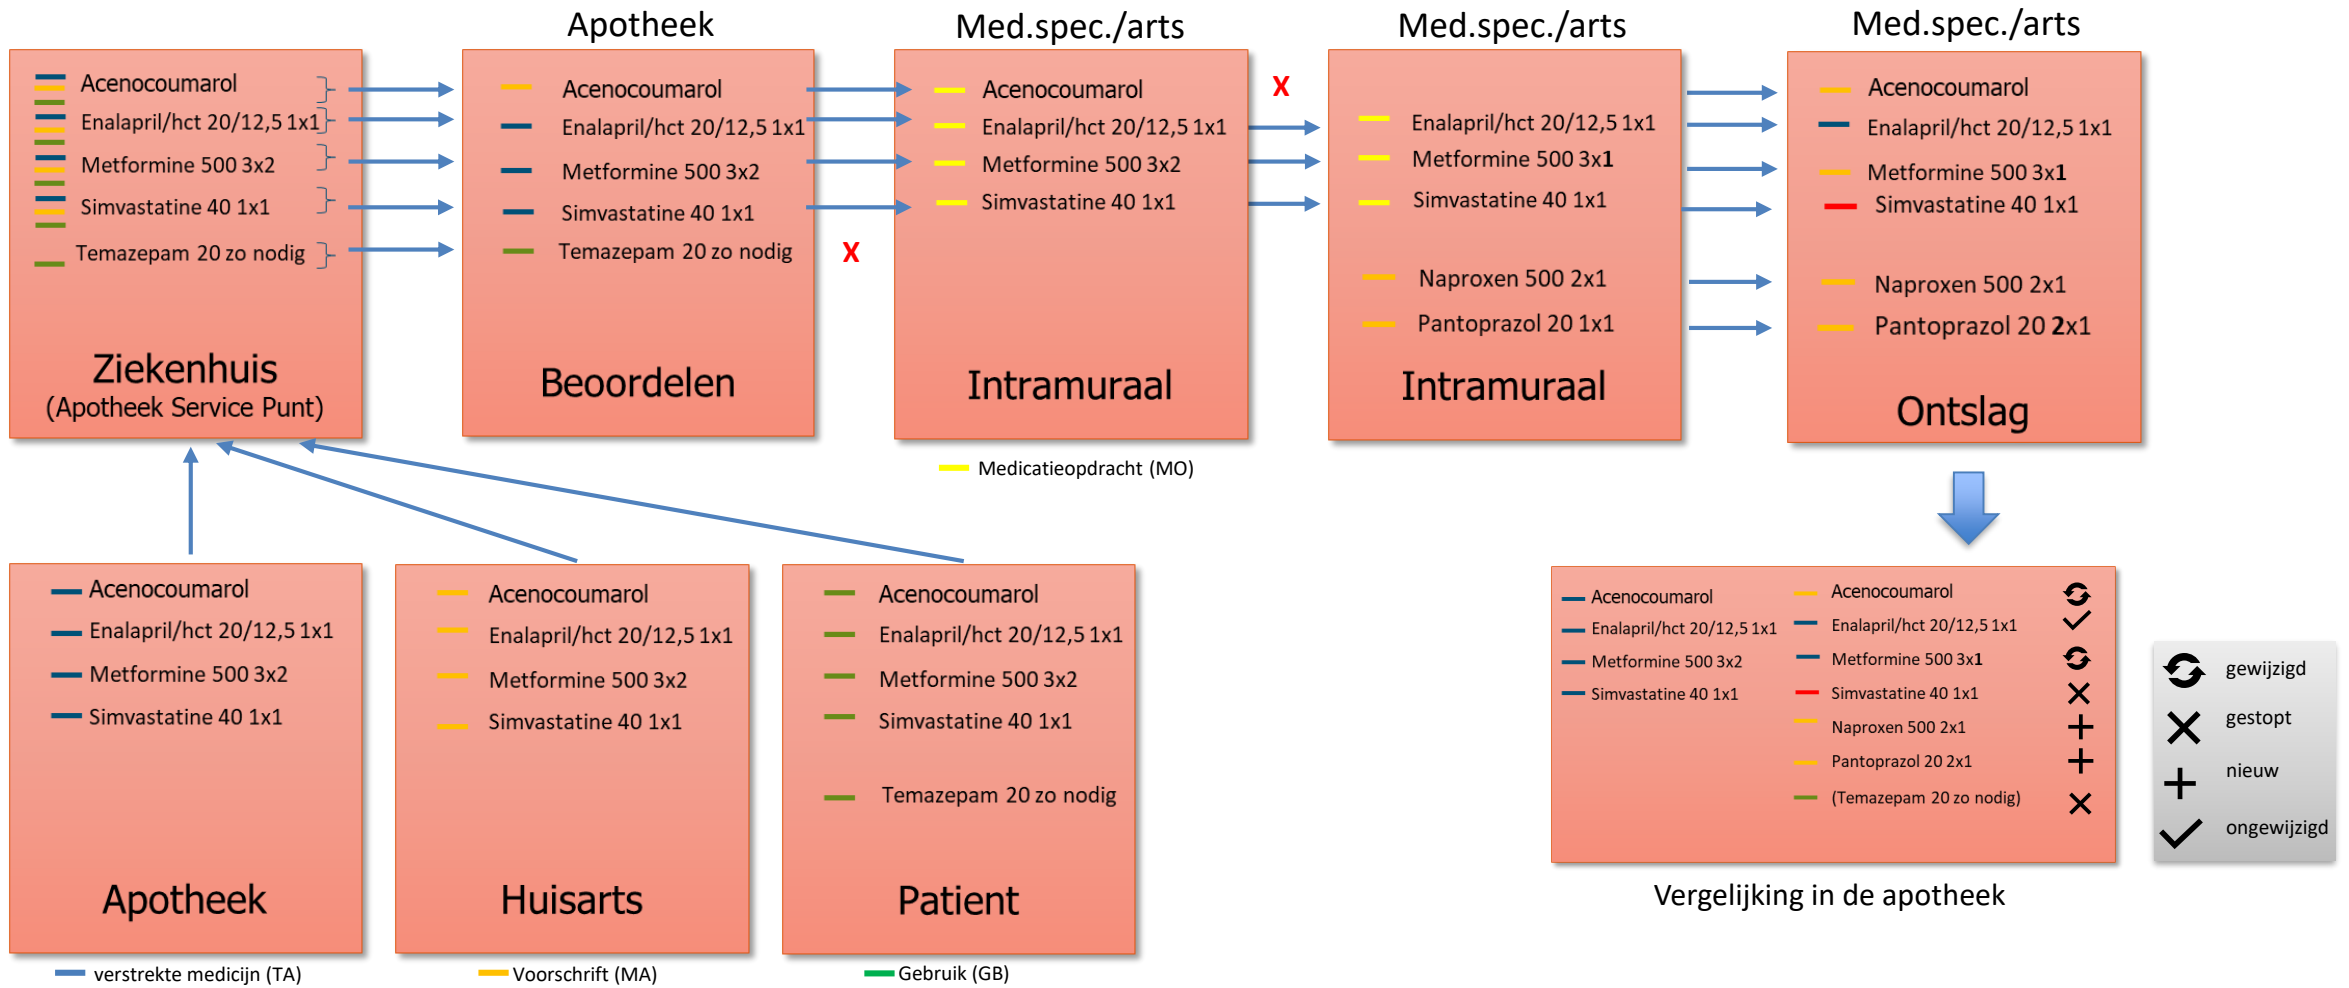 Apotheek
Med.spec./arts
Med.spec./arts
Med.spec./arts
Acenocoumarol
Enalapril/hct 20/12,5 1x1
Metformine 500 3x2
Simvastatine 40 1x1
Temazepam 20 zo nodig
Ziekenhuis
(Apotheek Service Punt)
Acenocoumarol
Enalapril/hct 20/12,5 1x1
Metformine 500 3x2
Simvastatine 40 1x1
Temazepam 20 zo nodig
Beoordelen
X
Acenocoumarol
Enalapril/hct 20/12,5 1x1
Metformine 500 3x2
Simvastatine 40 1x1
Intramuraal
Medicatieopdracht (MO)
X
Enalapril/hct 20/12,5 1x1
Metformine 500 3x1
Simvastatine 40 1x1
Naproxen 500 2x1
Pantoprazol 20 1x1
Intramuraal
Acenocoumarol
Enalapril/hct 20/12,5 1x1
Metformine 500 3x1
Simvastatine 40 1x1
Naproxen 500 2x1
Pantoprazol 20 2x1
Ontslag
Acenocoumarol
Enalapril/hct 20/12,5 1x1
Metformine 500 3x2
Simvastatine 40 1x1
Apotheek
verstrekte medicijn (TA)
Acenocoumarol
Enalapril/hct 20/12,5 1x1
Metformine 500 3x2
Simvastatine 40 1x1
Huisarts
Voorschrift (MA)
Acenocoumarol
Enalapril/hct 20/12,5 1x1
Metformine 500 3x2
Simvastatine 40 1x1
Temazepam 20 zo nodig
Patient
Gebruik (GB)
Acenocoumarol
Enalapril/hct 20/12,5 1x1
Metformine 500 3x2
Simvastatine 40 1x1
Acenocoumarol
Enalapril/hct 20/12,5 1x1
Metformine 500 3x1
Simvastatine 40 1x1
Naproxen 500 2x1
Pantoprazol 20 2x1
(Temazepam 20 zo nodig)
Vergelijking in de apotheek
gewijzigd
gestopt
nieuw
ongewijzigd